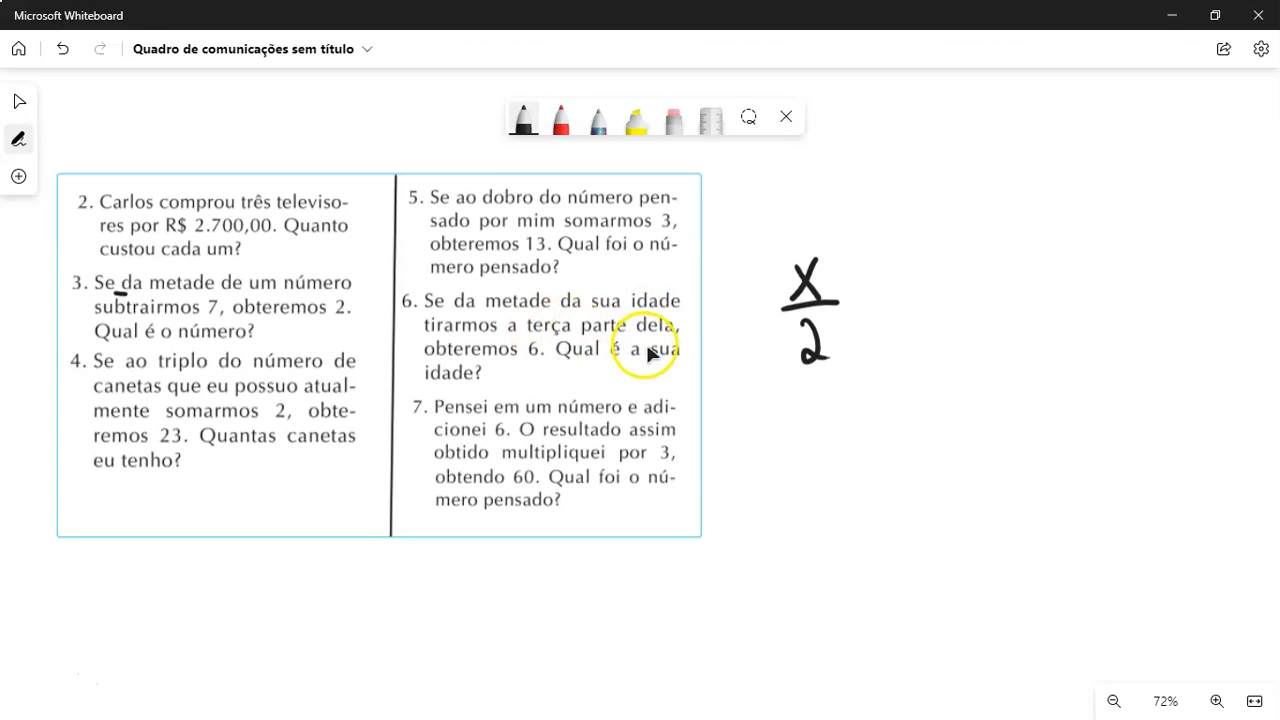 Microsoft Whiteboard
Quadro de comunicações sem título
2. Carlos comprou três televiso-
res por R$ 2.700,00. Quanto
custou cada um?
3. Se da metade de um número
subtrairmos 7, obteremos 2.
Qual é o número?
4. Se ao triplo do número de
canetas que eu possuo atual-
mente somarmos 2, obte-
remos 23. Quantas canetas
eu tenho?
5. Se ao dobro do número pen-
sado por mim somarmos 3,
obteremos 13. Qual foi o nú-
mero pensado?
6. Se da metade da sua idade
tirarmos a terça parte dela,
obteremos 6. Qual é a sua
idade?
7. Pensei em um número e adi-
cionei 6. O resultado assim
obtido multipliquei por 3,
obtendo 60. Qual foi o nú-
mero pensado?
x
2
72%